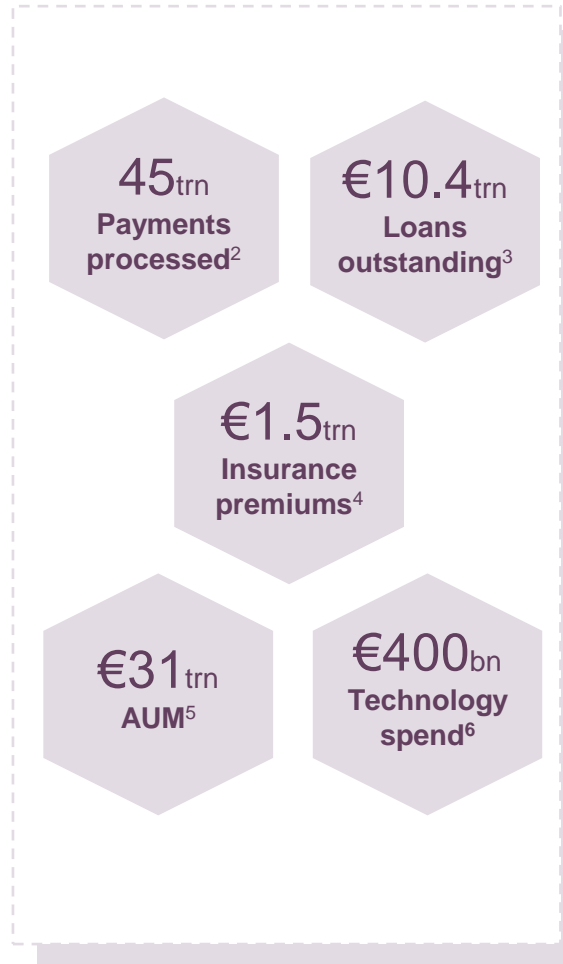 45trn
Payments
processed²
€10.4trn
Loans
outstanding³
€1.5trn
Insurance
premiums⁴
€31trn
AUM⁵
€400bn
Technology
spend⁶